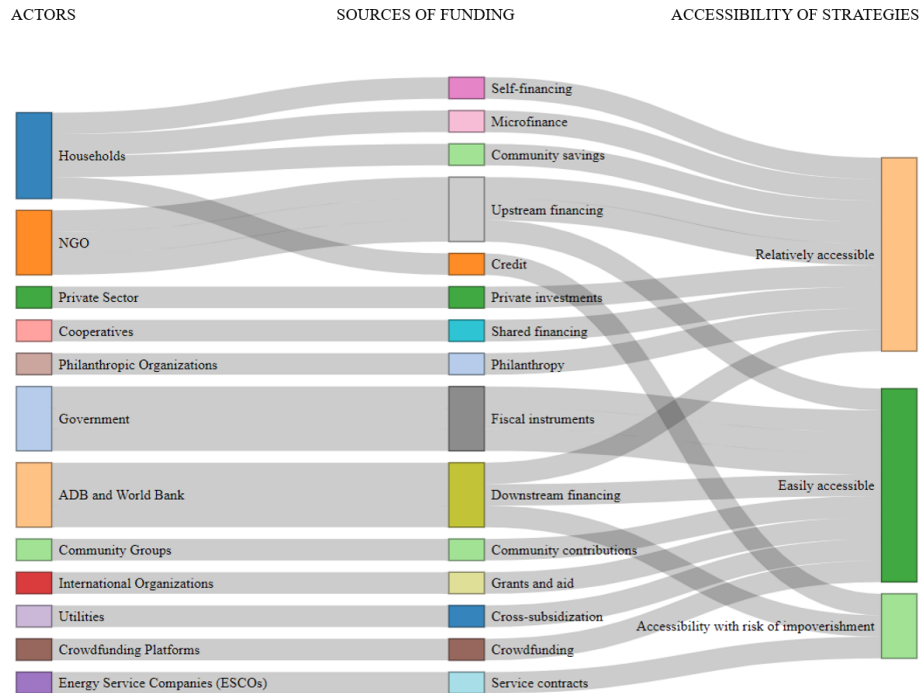 ACTORS
SOURCES OF FUNDING
ACCESSIBILITY OF STRATEGIES
Households
NGO
Private Sector
Cooperatives
Philanthropic Organizations
Government
ADB and World Bank
Community Groups
International Organizations
Utilities
Crowdfunding Platforms
Energy Service Companies (ESCOs)
Self-financing
Microfinance
Community savings
Upstream financing
Credit
Private investments
Shared financing
Philanthropy
Fiscal instruments
Downstream financing
Community contributions
Grants and aid
Cross-subsidization
Crowdfunding
Service contracts
Relatively accessible
Easily accessible
Accessibility with risk of impoverishment